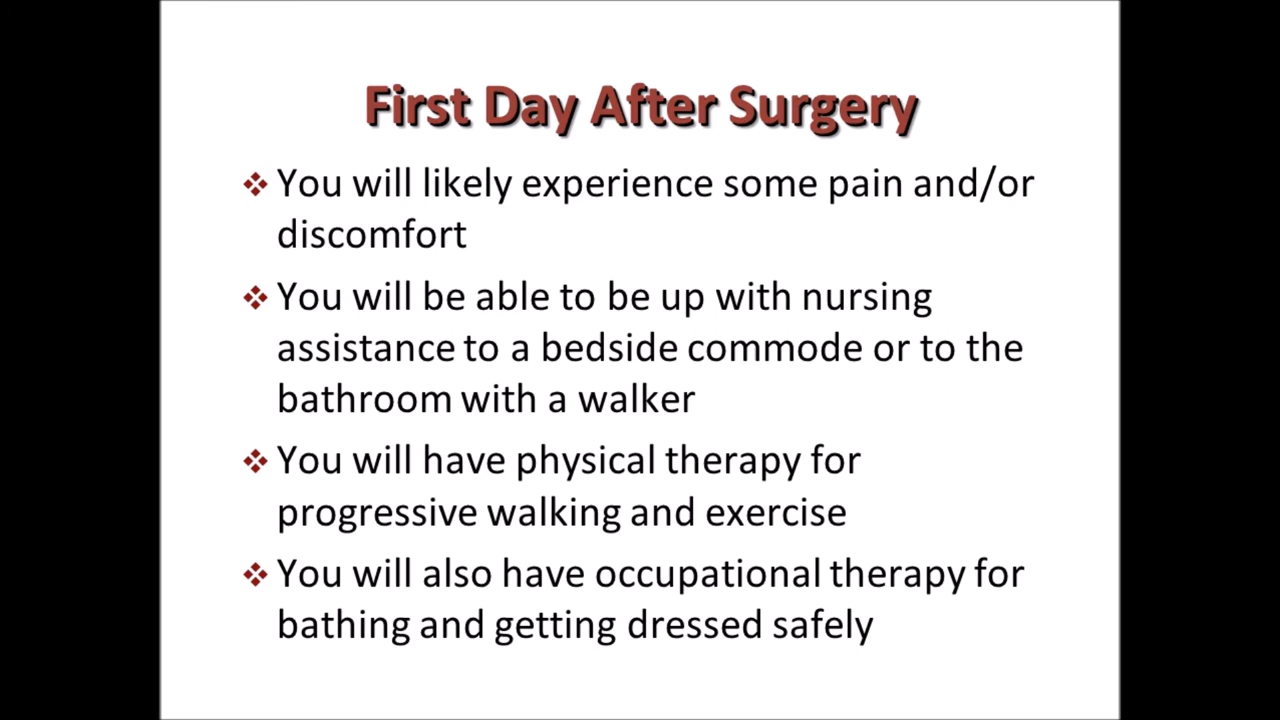 First Day After Surgery
❖ You will likely experience some pain and/or
discomfort
❖ You will be able to be up with nursing
assistance to a bedside commode or to the
bathroom with a walker
❖ You will have physical therapy for
progressive walking and exercise
❖ You will also have occupational therapy for
bathing and getting dressed safely